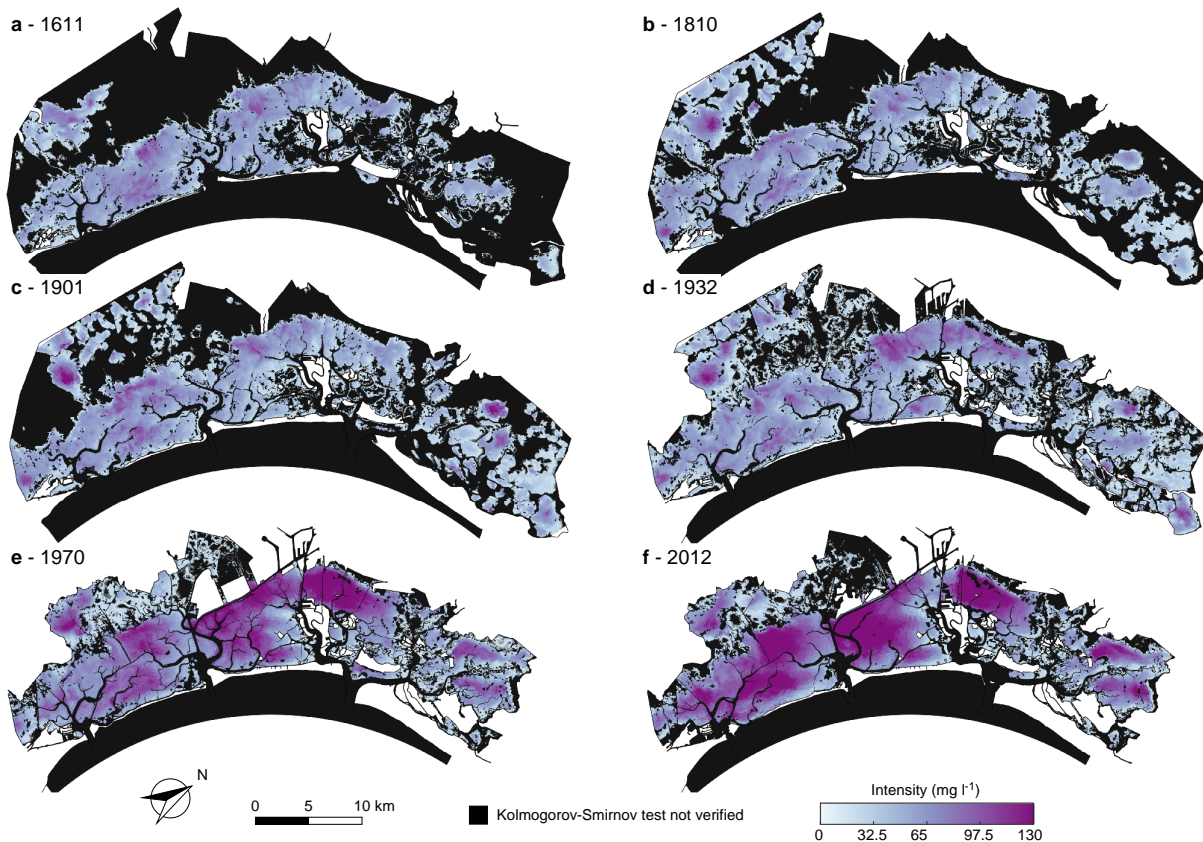 a - 1611
b - 1810
c - 1901
d - 1932
e - 1970
f - 2012
N
0 5 10 km
Kolmogorov-Smirnov test not verified
Intensity (mg l-1)
0 32.5 65 97.5 130